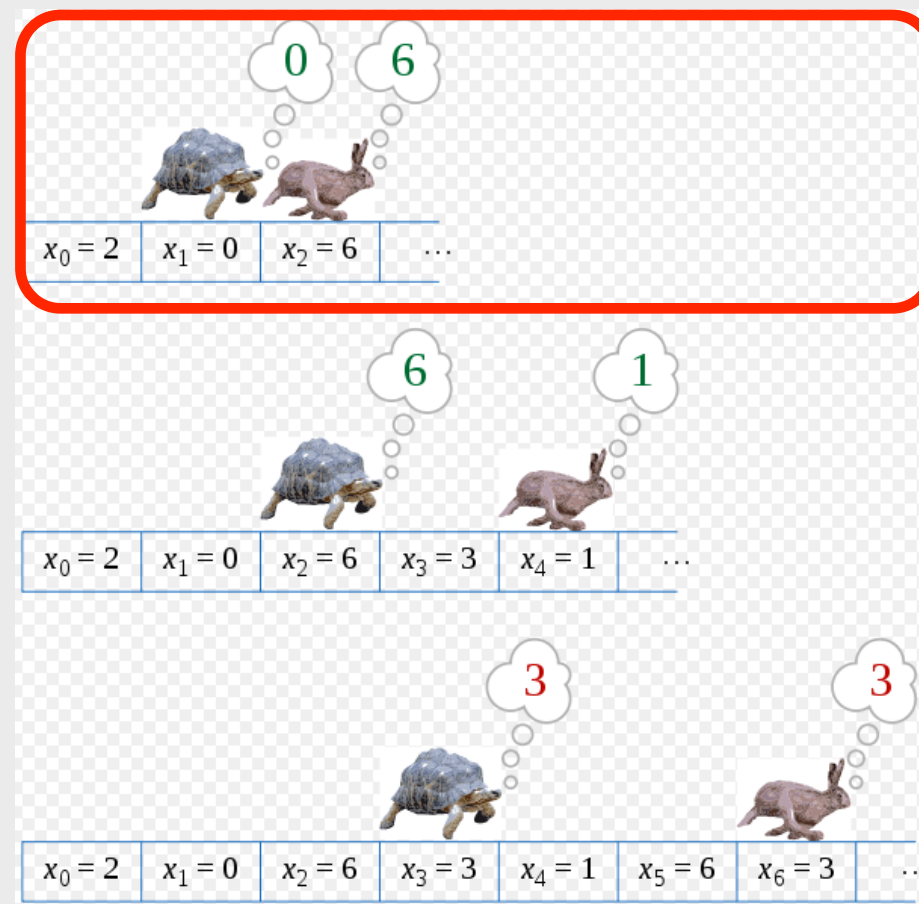 0 6
x₀ = 2 x₁ = 0 x₂ = 6 ...
6 1
x₀ = 2 x₁ = 0 x₂ = 6 x₃ = 3 x₄ = 1 ...
3 3
x₀ = 2 x₁ = 0 x₂ = 6 x₃ = 3 x₄ = 1 x₅ = 6 x₆ = 3 ..